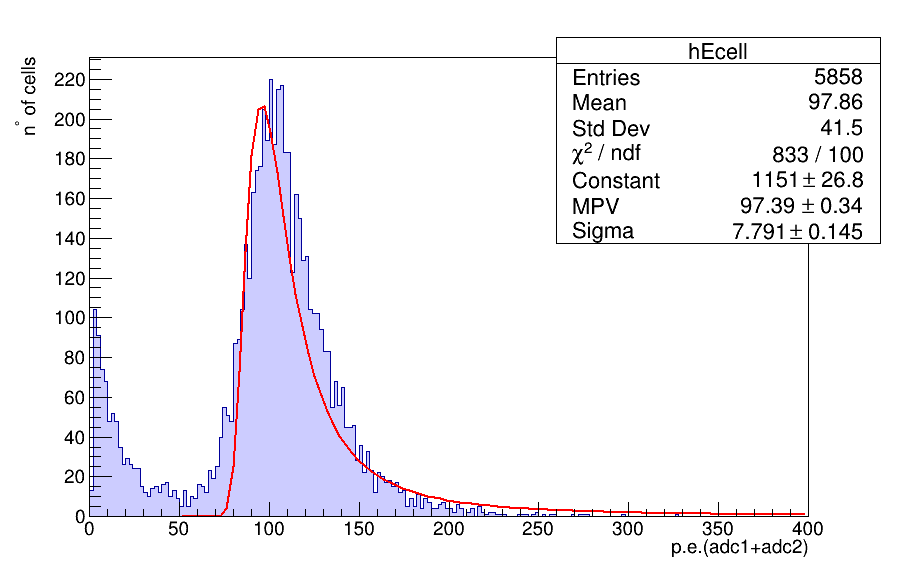 hEcell
Entries 5858
Mean 97.86
Std Dev 41.5
χ² / ndf 833 / 100
Constant 1151 ± 26.8
MPV 97.39 ± 0.34
Sigma 7.791 ± 0.145
n° of cells
220
200
180
160
140
120
100
80
60
40
20
0
0 50 100 150 200 250 300 350 400
p.e.(adc1+adc2)